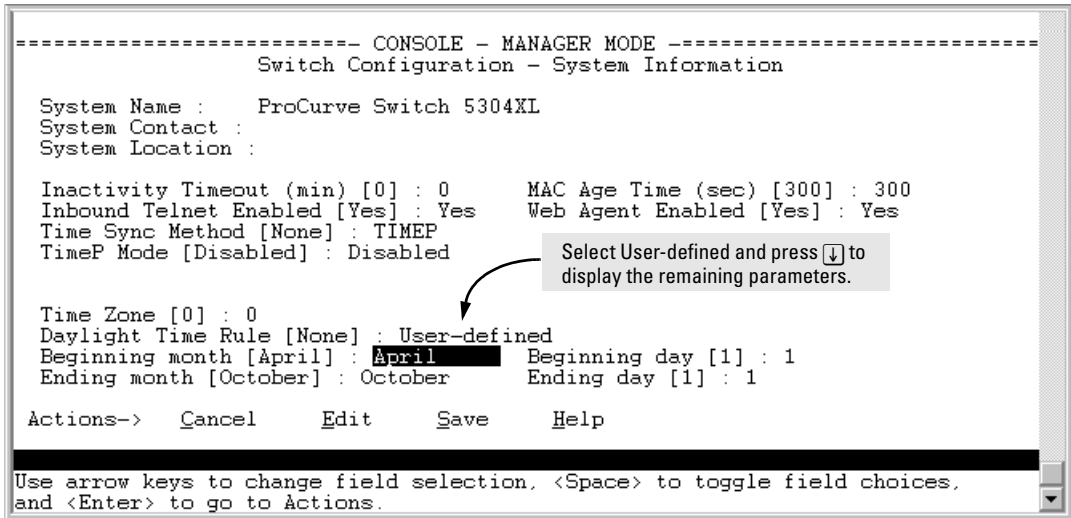 ===========================- CONSOLE - MANAGER MODE -============================
Switch Configuration - System Information
System Name : ProCurve Switch 5304XL
System Contact :
System Location :
Inactivity Timeout (min) [0] : 0 MAC Age Time (sec) [300] : 300
Inbound Telnet Enabled [Yes] : Yes Web Agent Enabled [Yes] : Yes
Time Sync Method [None] : TIMEP
TimeP Mode [Disabled] : Disabled
Select User-defined and press ↓ to
display the remaining parameters.
Time Zone [0] : 0
Daylight Time Rule [None] : User-defined
Beginning month [April] : April Beginning day [1] : 1
Ending month [October] : October Ending day [1] : 1
Actions-> Cancel Edit Save Help
Use arrow keys to change field selection, <Space> to toggle field choices,
and <Enter> to go to Actions.